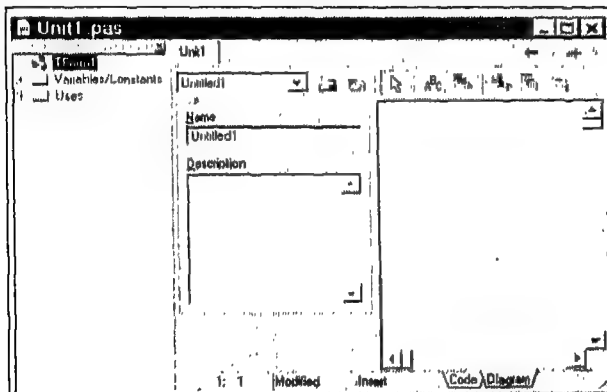 Unit1.pas
Unit1
Variables/Constants
Uses
Untitled1
Name
Untitled1
Description
1: 1 Modified Insert
Code Diagram